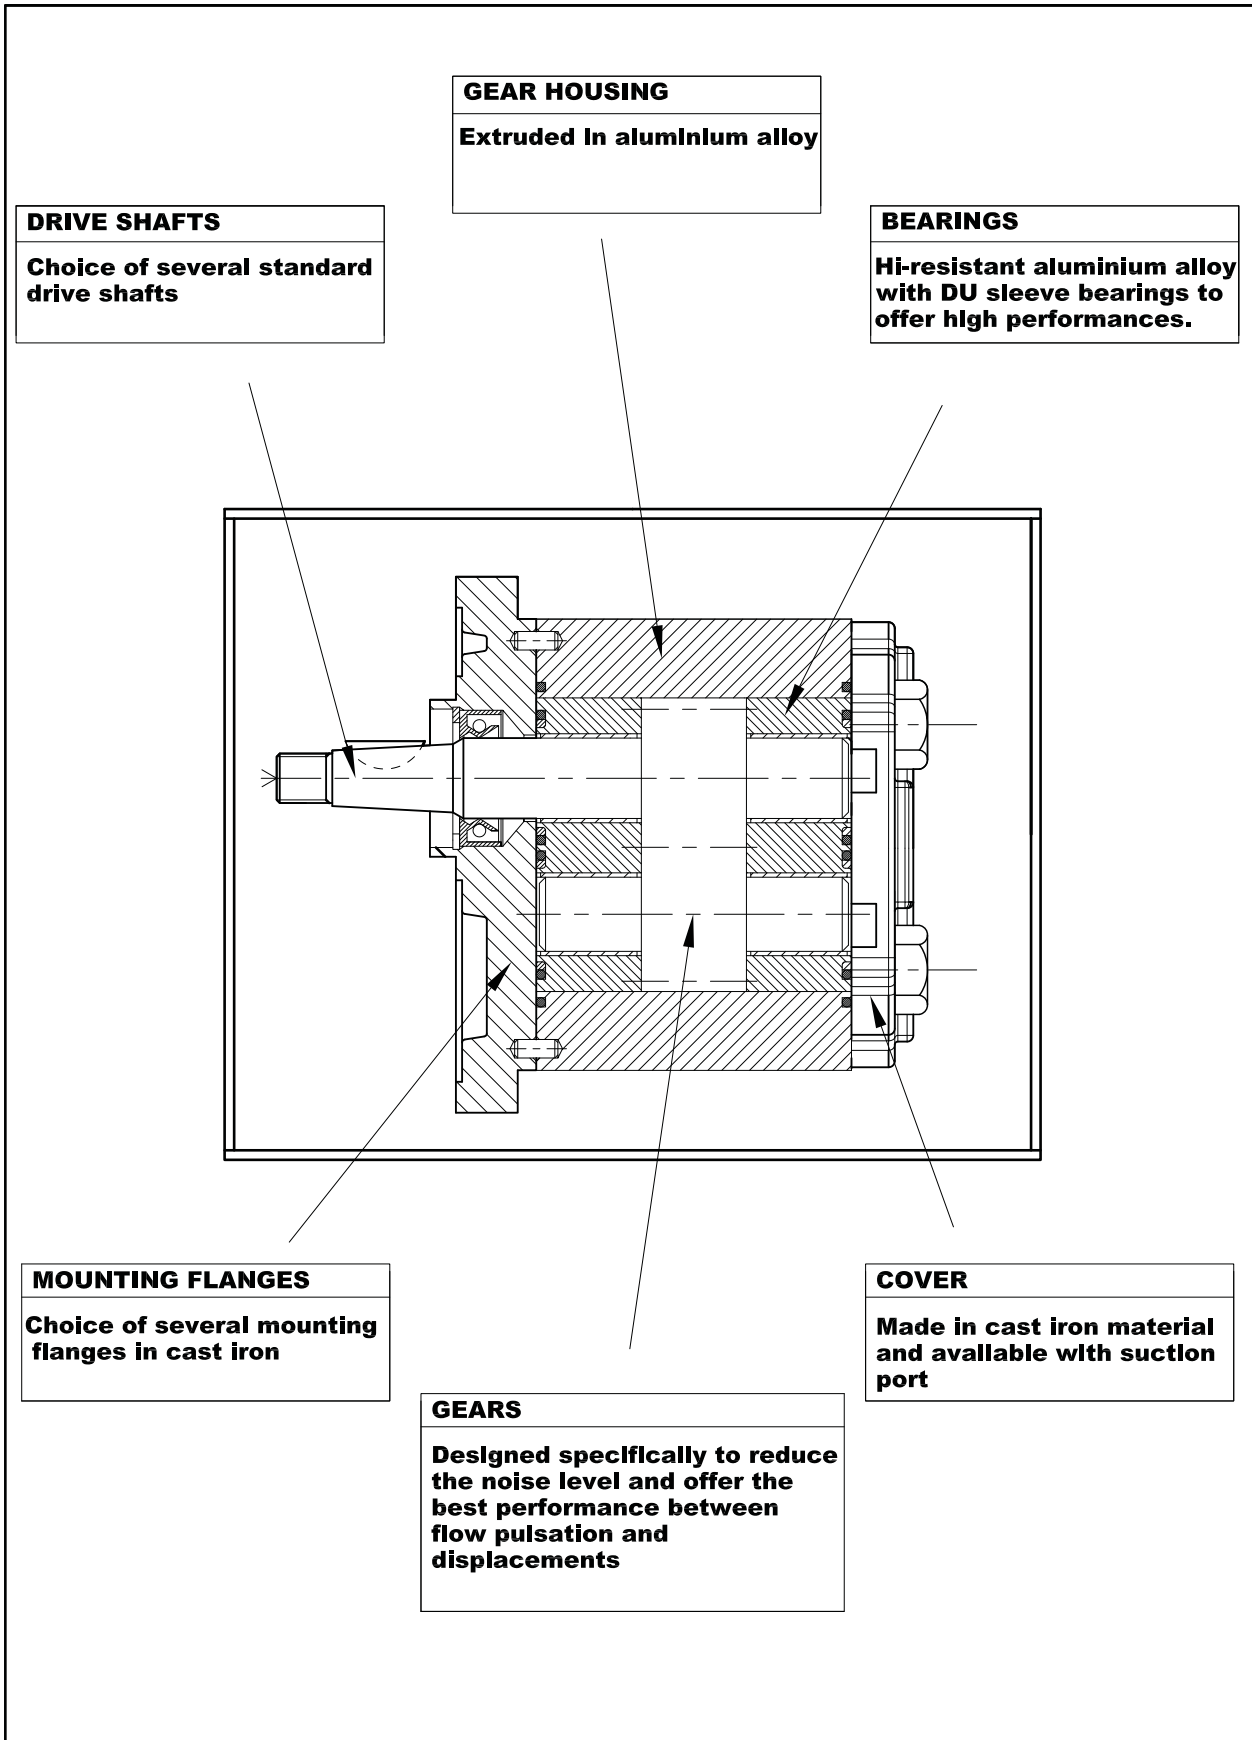 GEAR HOUSING
Extruded in aluminium alloy
DRIVE SHAFTS
Choice of several standard
drive shafts
BEARINGS
Hi-resistant aluminium alloy
with DU sleeve bearings to
offer high performances.
MOUNTING FLANGES
Choice of several mounting
flanges in cast iron
GEARS
Designed specifically to reduce
the noise level and offer the
best performance between
flow pulsation and
displacements
COVER
Made in cast iron material
and available with suction
port